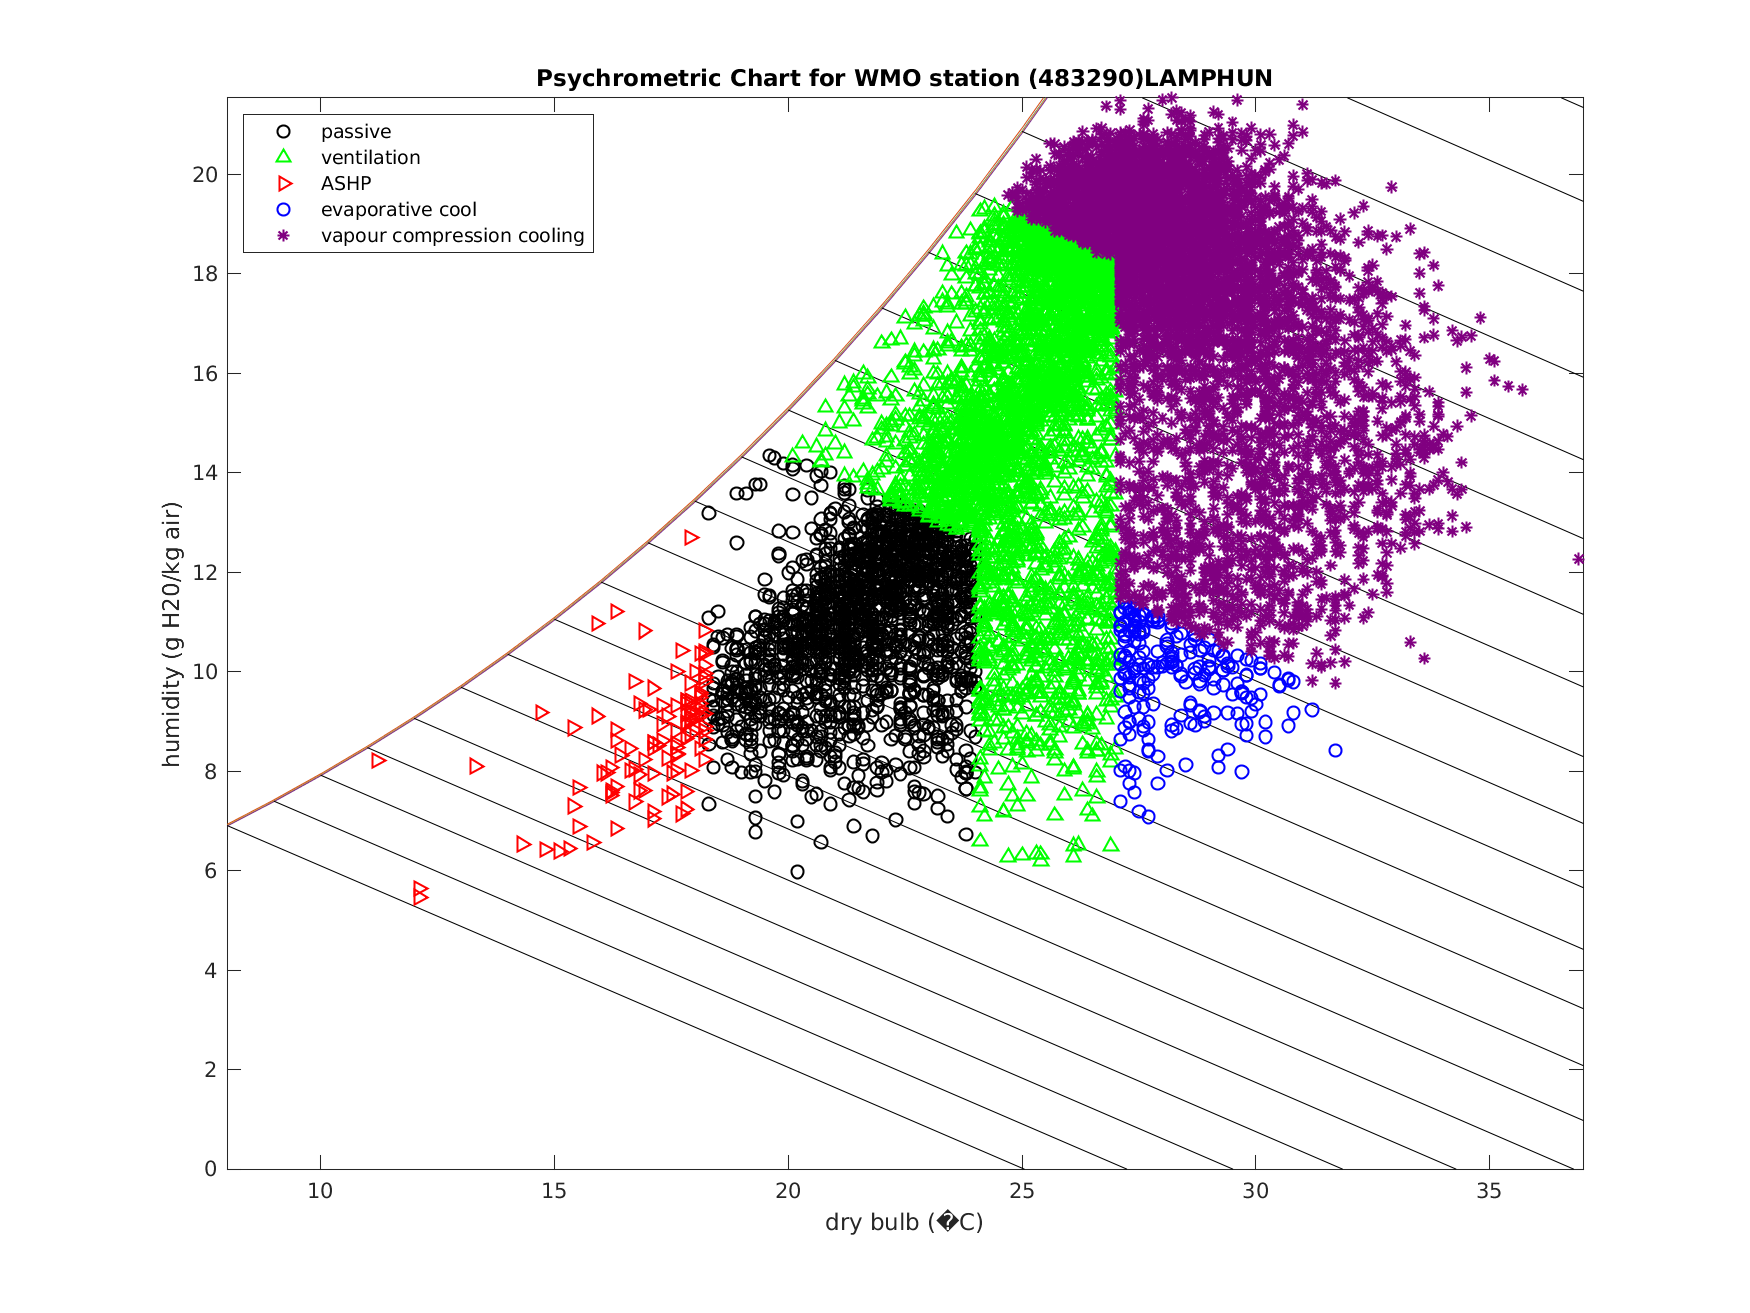 Psychrometric Chart for WMO station (483290)LAMPHUN
passive
ventilation
ASHP
evaporative cool
vapour compression cooling
humidity (g H20/kg air)
20
18
16
14
12
10
8
6
4
2
0
10 15 20 25 30 35
dry bulb (�C)